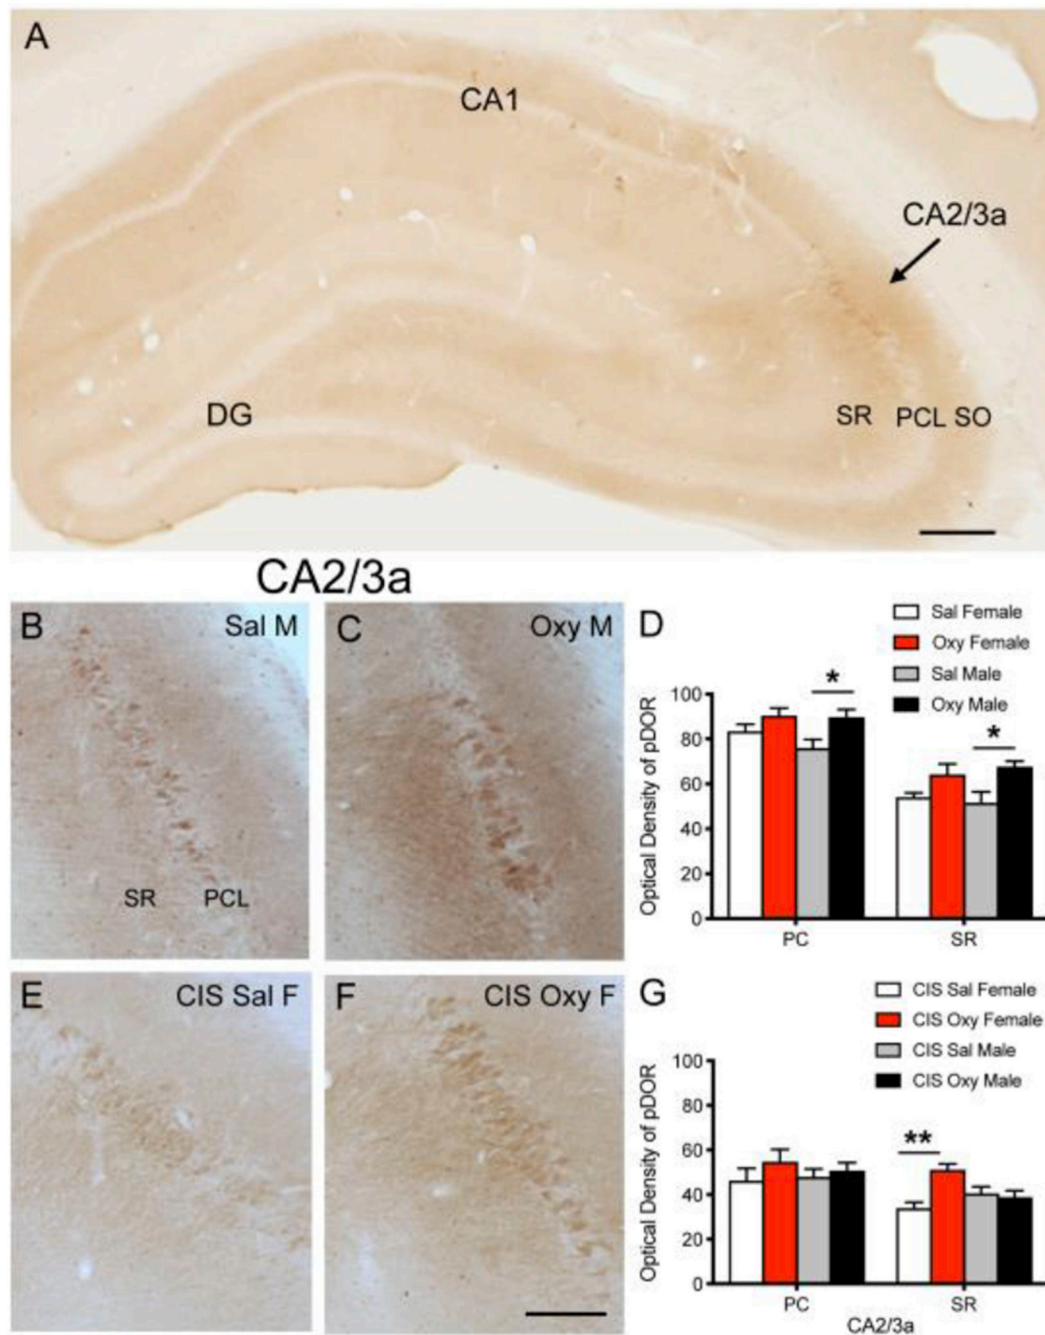 A
CA1
CA2/3a
DG
SR PCL SO
CA2/3a
B Sal M
SR PCL
C Oxy M
D
Sal Female
Oxy Female
Sal Male
Oxy Male
Optical Density of pDOR
100
80
60
40
20
0
*
*
PC SR
E CIS Sal F
F CIS Oxy F
G
CIS Sal Female
CIS Oxy Female
CIS Sal Male
CIS Oxy Male
Optical Density of pDOR
100
80
60
40
20
0
**
PC SR
CA2/3a